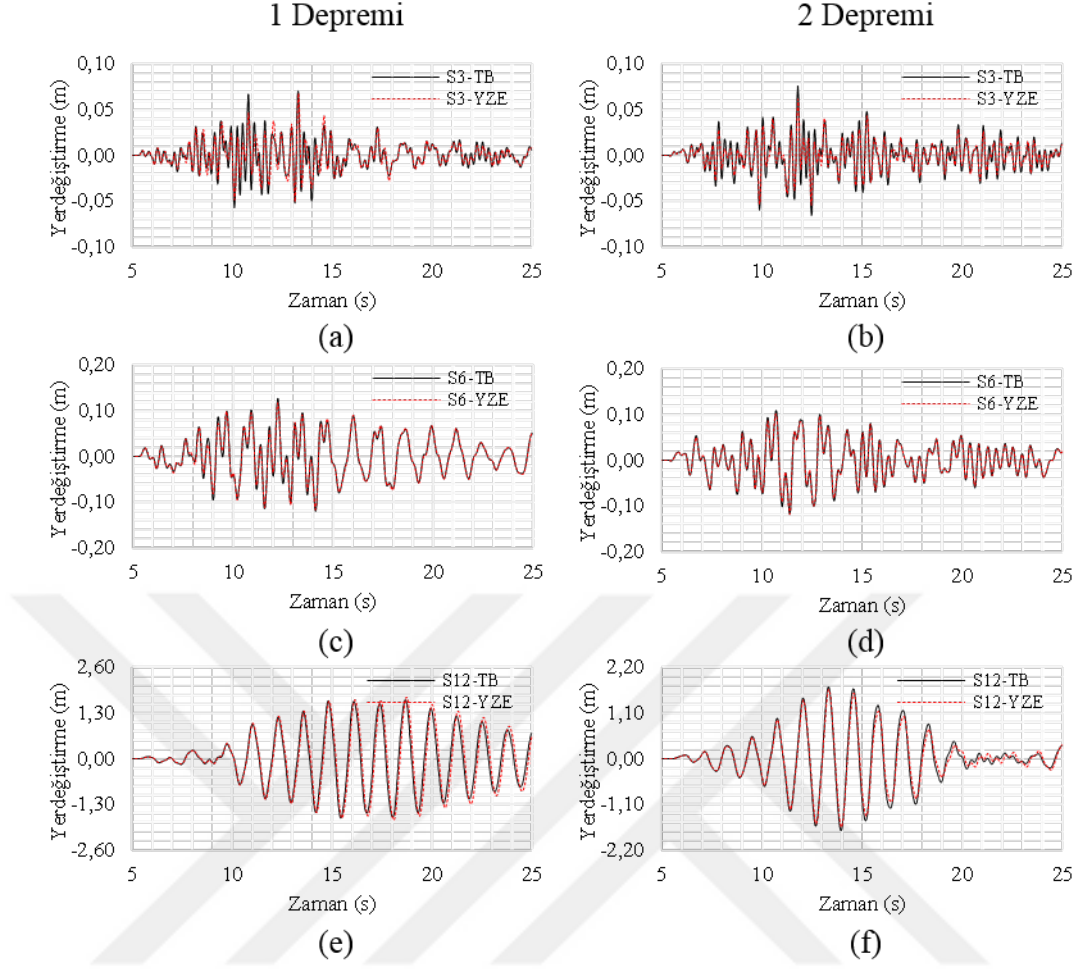 1 Depremi
2 Depremi
0,10
0,05
0,00
-0,05
-0,10
Yerdeğiştirme (m)
S3-TB
S3-YZE
5 10 15 20 25
Zaman (s)
(a)
0,10
0,05
0,00
0,05
-0,10
Yerdeğiştirme (m)
S3-TB
S3-YZE
5 10 15 20 25
Zaman (s)
(b)
0,20
0,10
0,00
-0,10
-0,20
Yerdeğiştirme (m)
S6-TB
S6-YZE
5 10 15 20 25
Zaman (s)
(c)
0,20
0,10
0,00
-0,10
-0,20
Yerdeğiştirme (m)
S6-TB
S6-YZE
5 10 15 20 25
Zaman (s)
(d)
2,60
1,30
0,00
-1,30
-2,60
Yerdeğiştirme (m)
S12-TB
S12-YZE
5 10 15 20 25
Zaman (s)
(e)
2,20
1,10
0,00
-1,10
-2,20
Yerdeğiştirme (m)
S12-TB
S12-YZE
5 10 15 20 25
Zaman (s)
(f)